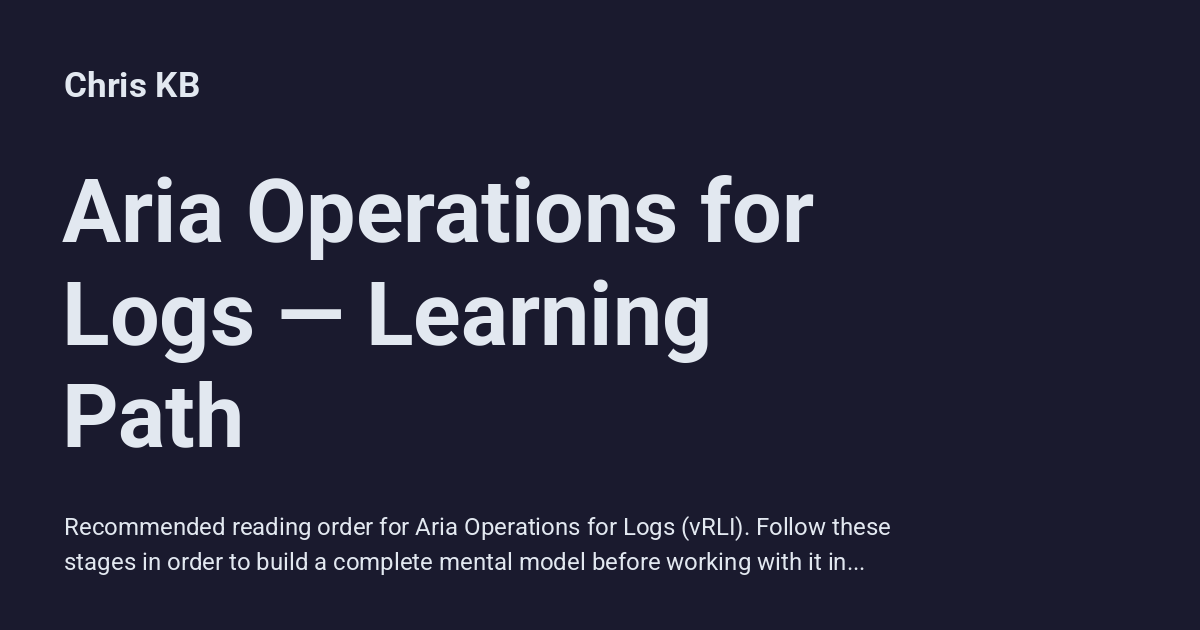 Chris KB
Aria Operations for
Logs — Learning
Path
Recommended reading order for Aria Operations for Logs (vRLI). Follow these
stages in order to build a complete mental model before working with it in...